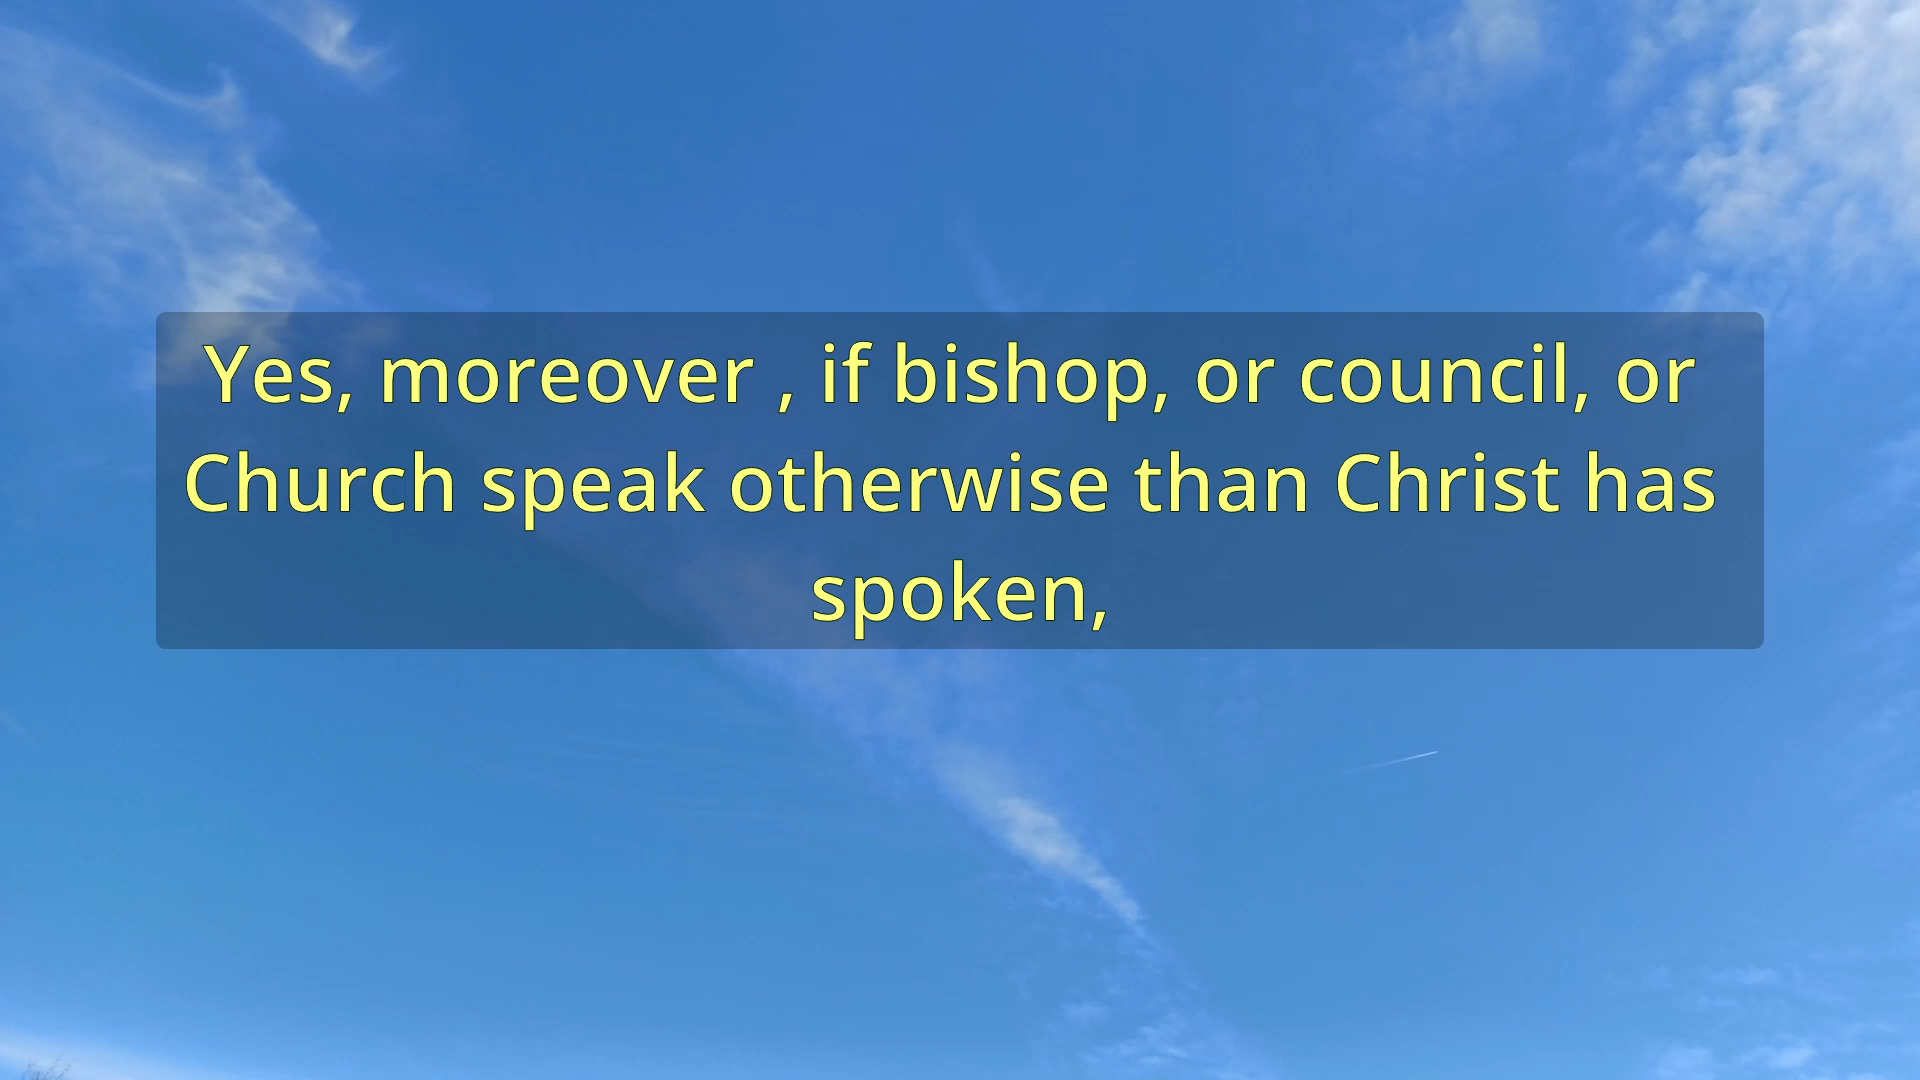 Yes, moreover , if bishop, or council, or
Church speak otherwise than Christ has
spoken,